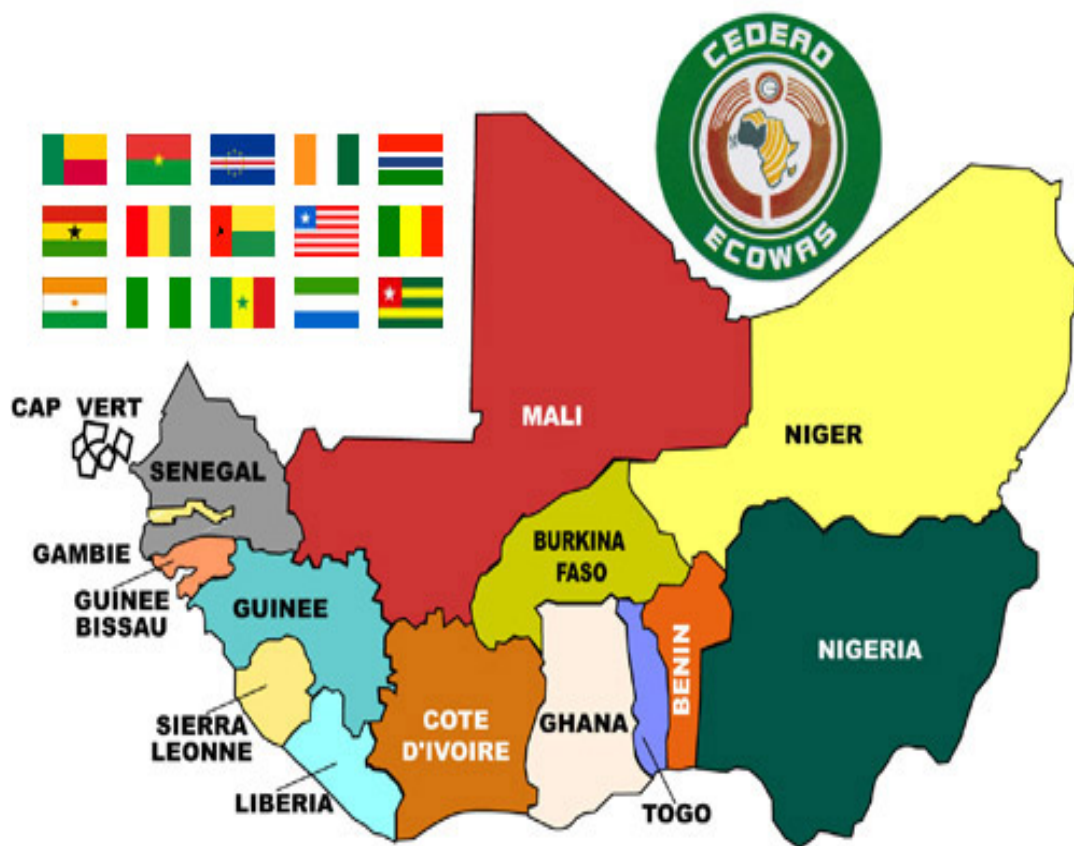 CEDEAO
ECOWAS
CAP VERT
MALI
NIGER
SENEGAL
GAMBIE
BURKINA
FASO
GUINEE
BISSAU
GUINEE
BENIN
NIGERIA
SIERRA
LEONNE
COTE
D'IVOIRE
GHANA
LIBERIA
TOGO